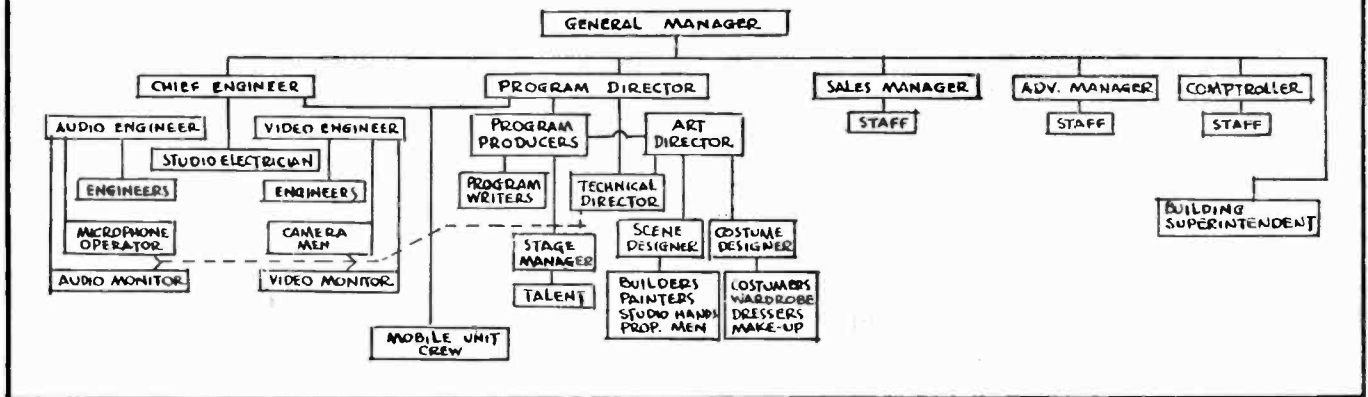 GENERAL MANAGER
CHIEF ENGINEER
PROGRAM DIRECTOR
SALES MANAGER
ADV. MANAGER
COMPTROLLER
STAFF
STAFF
STAFF
AUDIO ENGINEER
VIDEO ENGINEER
PROGRAM
PRODUCERS
ART
DIRECTOR
STUDIO ELECTRICIAN
ENGINEERS
ENGINEERS
PROGRAM
WRITERS
TECHNICAL
DIRECTOR
BUILDING
SUPERINTENDENT
MICROPHONE
OPERATOR
CAMERA
MEN
STAGE
MANAGER
SCENE
DESIGNER
COSTUME
DESIGNER
AUDIO MONITOR
VIDEO MONITOR
TALENT
BUILDERS
PAINTERS
STUDIO HANDS
PROP. MEN
COSTUMERS
WARDROBE
DRESSERS
MAKE-UP
MOBILE UNIT
CREW